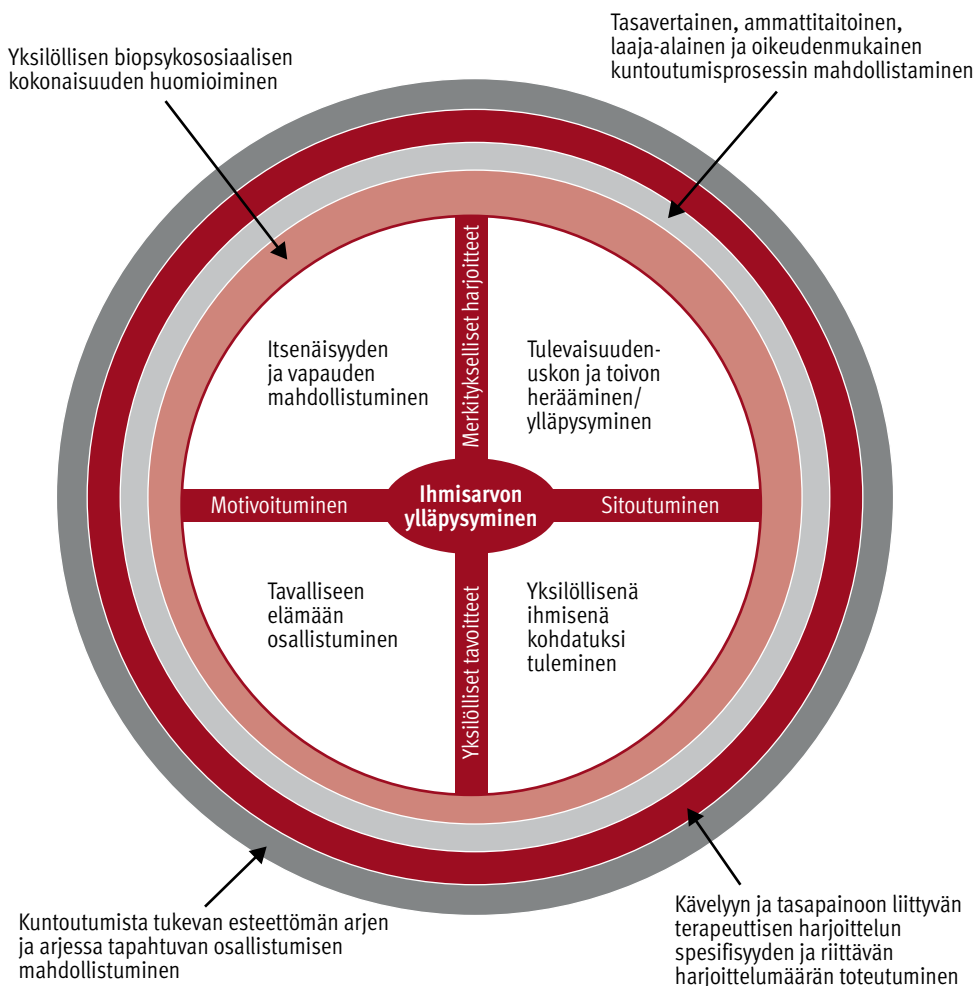 Yksilöllisen biopsykososiaalisen
kokonaisuuden huomioiminen
Tasavertainen, ammattitaitoinen,
laaja-alainen ja oikeudenmukainen
kuntoutumisprosessin mahdollistaminen
Merkitykselliset harjoitteet
Itsenäisyyden
ja vapauden
mahdollistuminen
Tulevaisuuden-
uskon ja toivon
herääminen/
ylläpysyminen
Motivoituminen
Ihmisarvon
ylläpysyminen
Sitoutuminen
Tavalliseen
elämään
osallistuminen
Yksilöllisenä
ihmisenä
kohdatuksi
tuleminen
Yksilölliset tavoitteet
Kuntoutumista tukevan esteettömän arjen
ja arjessa tapahtuvan osallistumisen
mahdollistuminen
Kävelyyn ja tasapainoon liittyvän
terapeuttisen harjoittelun
spesifisyyden ja riittävän
harjoittelumäärän toteutuminen